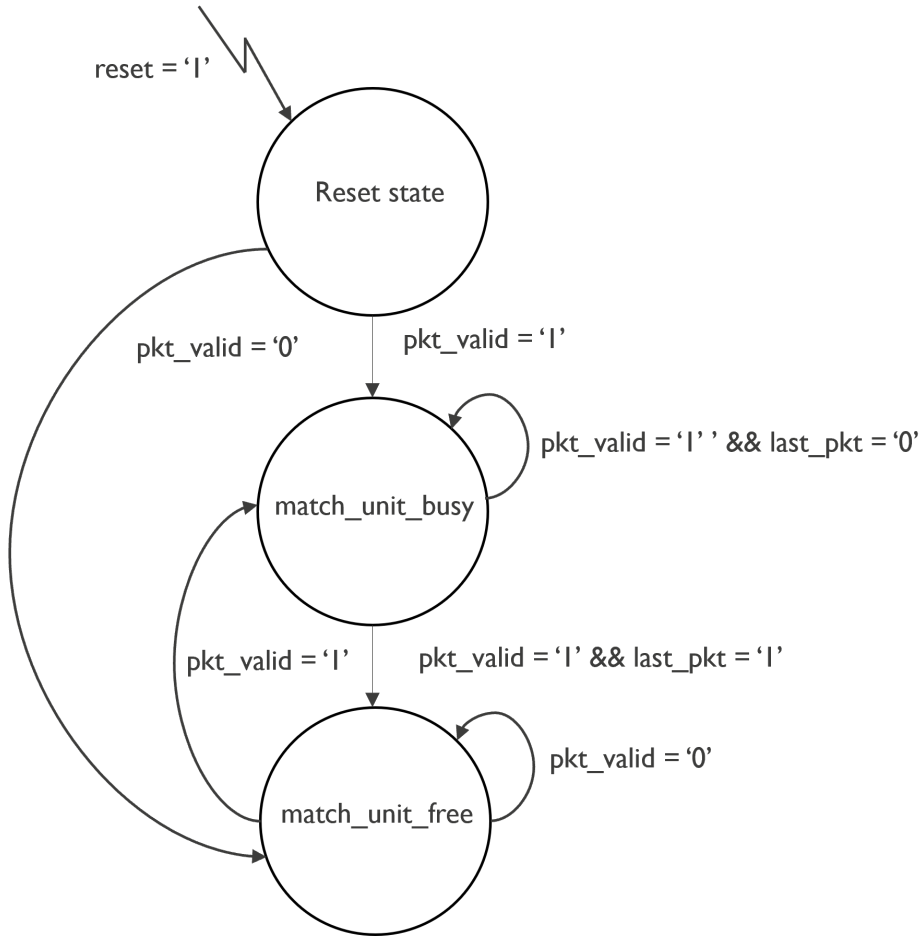 reset = ‘1’
Reset state
pkt_valid = ‘0’
pkt_valid = ‘1’
pkt_valid = ‘1’ ’ && last_pkt = ‘0’
match_unit_busy
pkt_valid = ‘1’
pkt_valid = ‘1’ && last_pkt = ‘1’
pkt_valid = ‘0’
match_unit_free